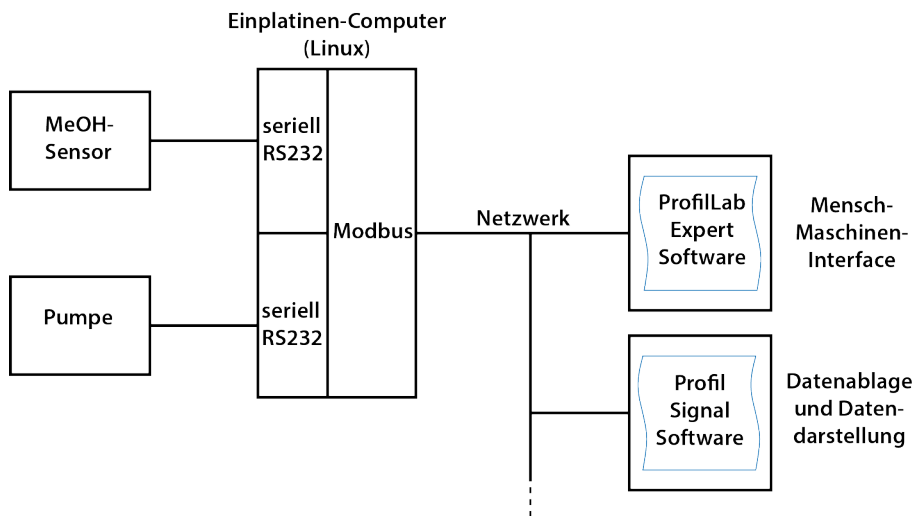 Einplatinen-Computer
(Linux)
MeOH-
Sensor
seriell
RS232
Pumpe
seriell
RS232
Modbus
Netzwerk
ProfilLab
Expert
Software
Mensch-
Maschinen-
Interface
Profil
Signal
Software
Datenablage
und Daten-
darstellung